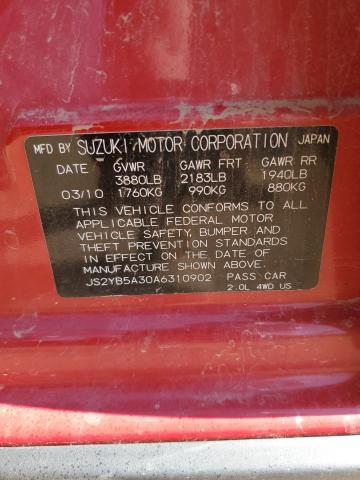 MFD BY SUZUKI MOTOR CORPORATION JAPAN
DATE GVWR GAWR FRT GAWR RR
3880LB 2183LB 1940LB
03/10 1760KG 990KG 880KG
THIS VEHICLE CONFORMS TO ALL
APPLICABLE FEDERAL MOTOR
VEHICLE SAFETY, BUMPER AND
THEFT PREVENTION STANDARDS
IN EFFECT ON THE DATE OF
MANUFACTURE SHOWN ABOVE.
JS2YB5A30A6310902 PASS CAR
2.0L 4WD US